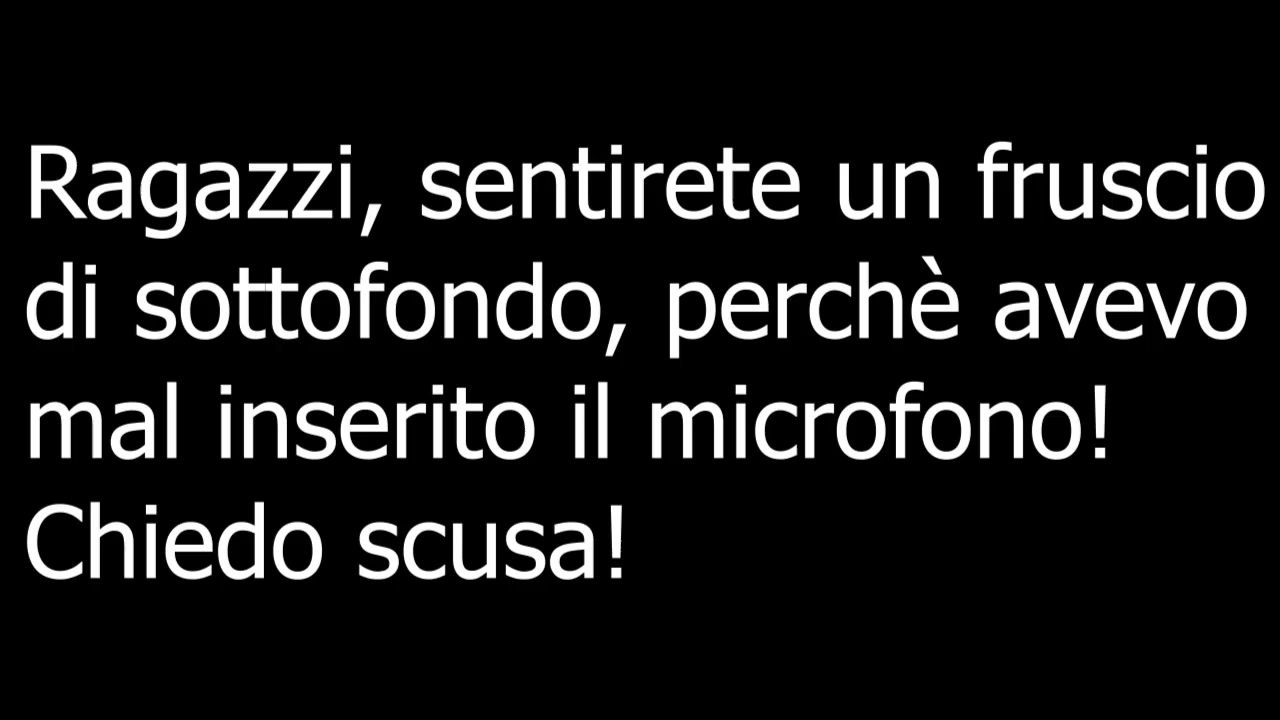 Ragazzi, sentirete un fruscio
di sottofondo, perchè avevo
mal inserito il microfono!
Chiedo scusa!